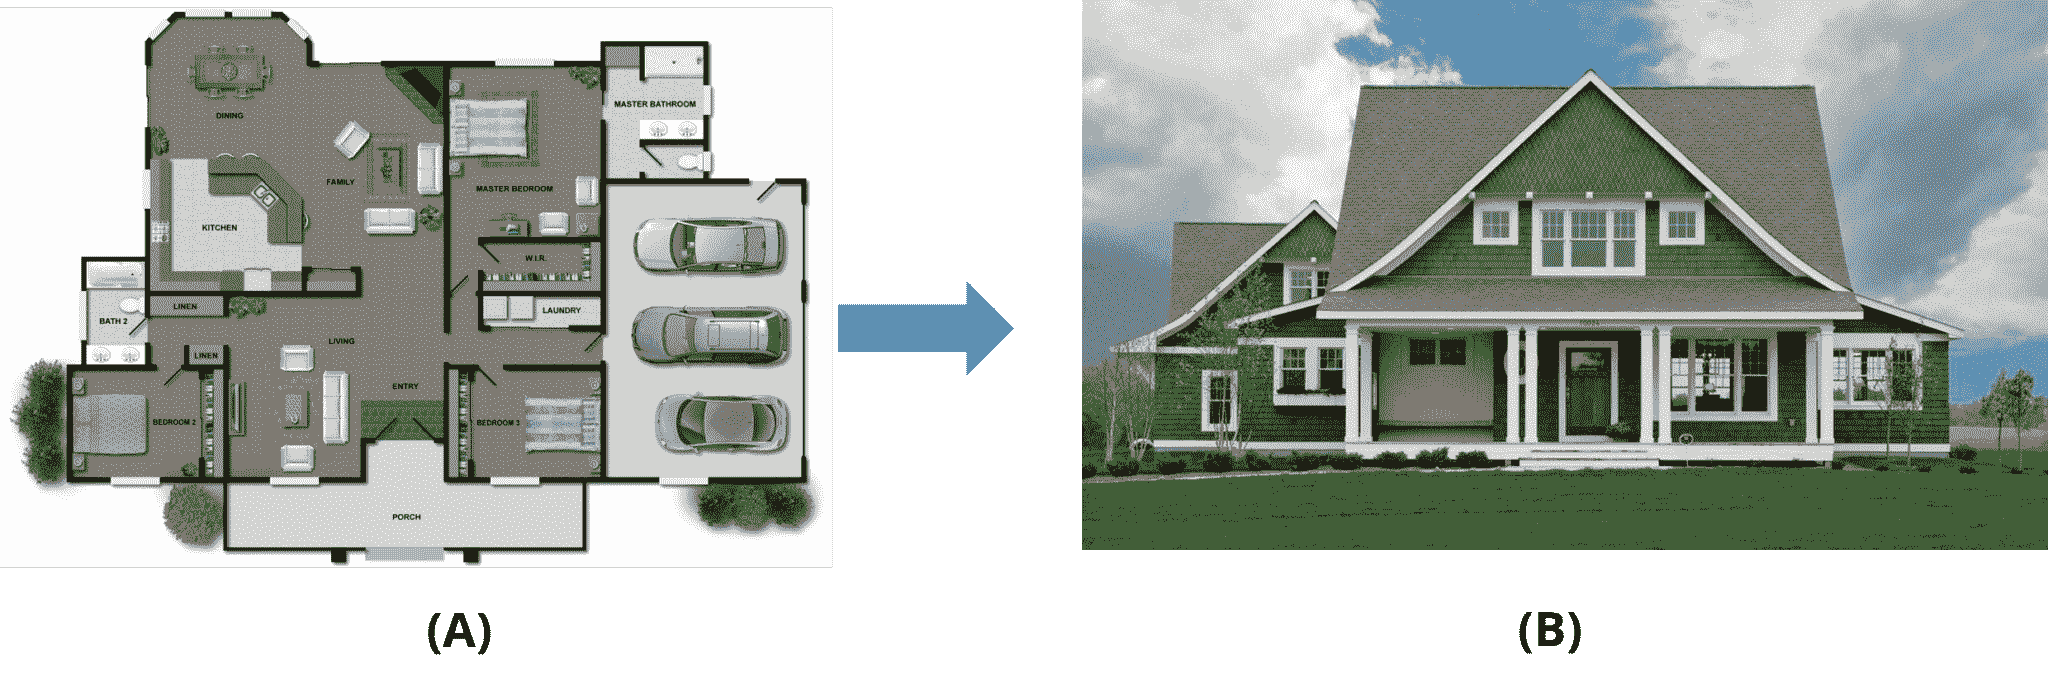 DINING
MASTER BATHROOM
FAMILY
MASTER BEDROOM
KITCHEN
W.I.R.
LINEN
LAUNDRY
BATH 2
LIVING
LINEN
ENTRY
BEDROOM 2
BEDROOM 3
PORCH
(A)
(B)